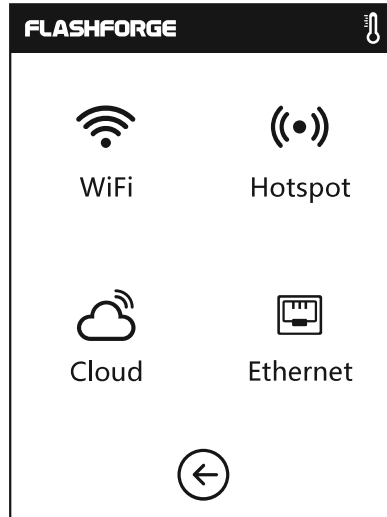 FLASHFORGE
WiFi
Hotspot
Cloud
Ethernet